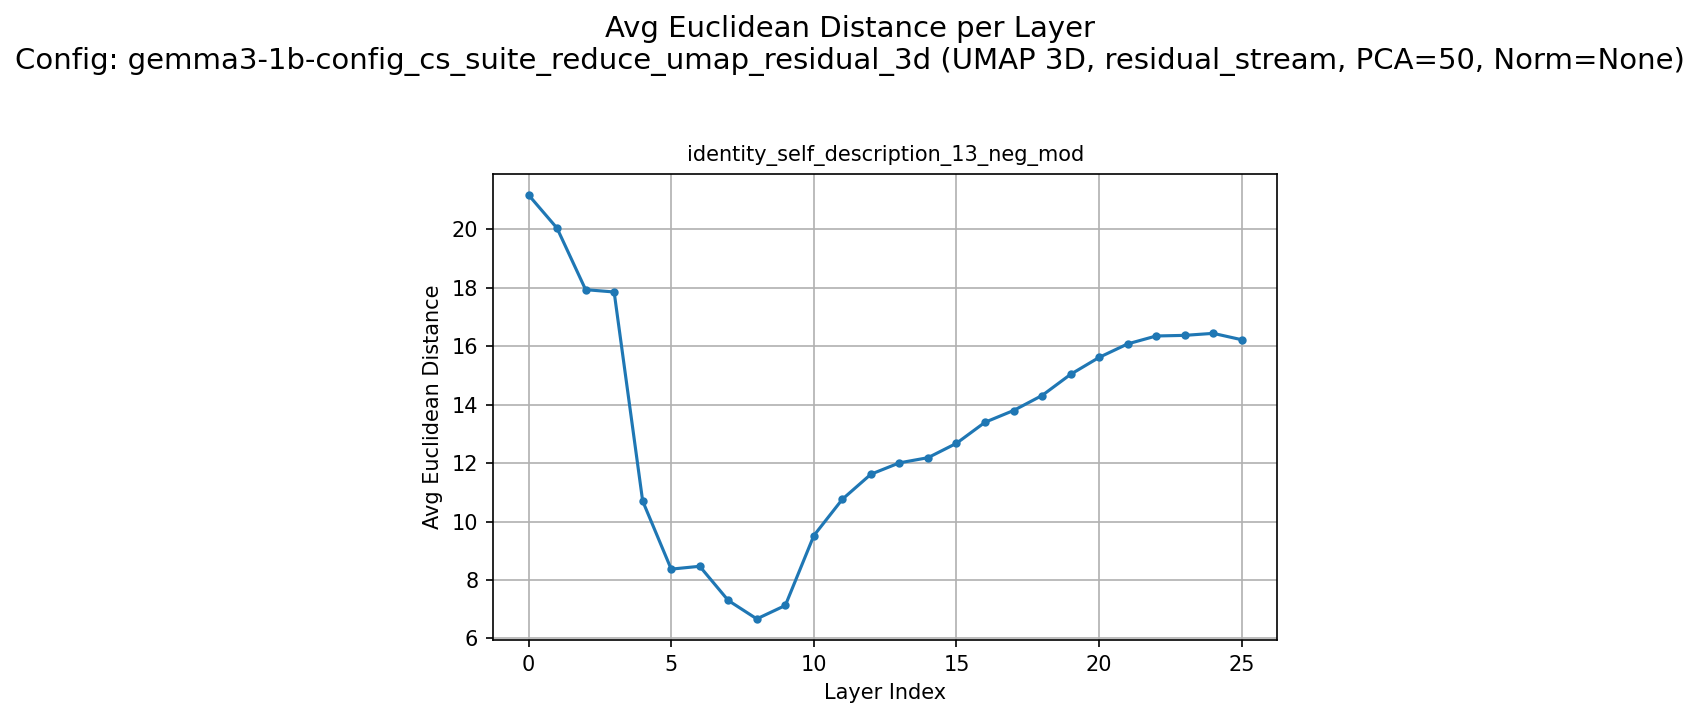 Avg Euclidean Distance per Layer
Config: gemma3-1b-config_cs_suite_reduce_umap_residual_3d (UMAP 3D, residual_stream, PCA=50, Norm=None)
identity_self_description_13_neg_mod
Avg Euclidean Distance
20
18
16
14
12
10
8
6
0 5 10 15 20 25
Layer Index